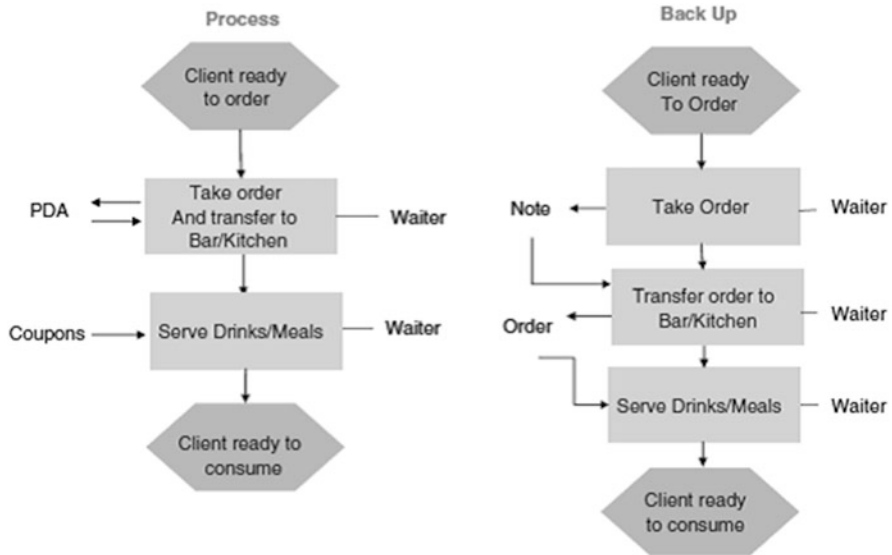 Process
Client ready
to order
PDA
Take order
And transfer to
Bar/Kitchen
Waiter
Coupons
Serve Drinks/Meals
Waiter
Client ready to
consume
Back Up
Client ready
To Order
Note
Take Order
Waiter
Transfer order to
Bar/Kitchen
Waiter
Order
Serve Drinks/Meals
Waiter
Client ready
to consume